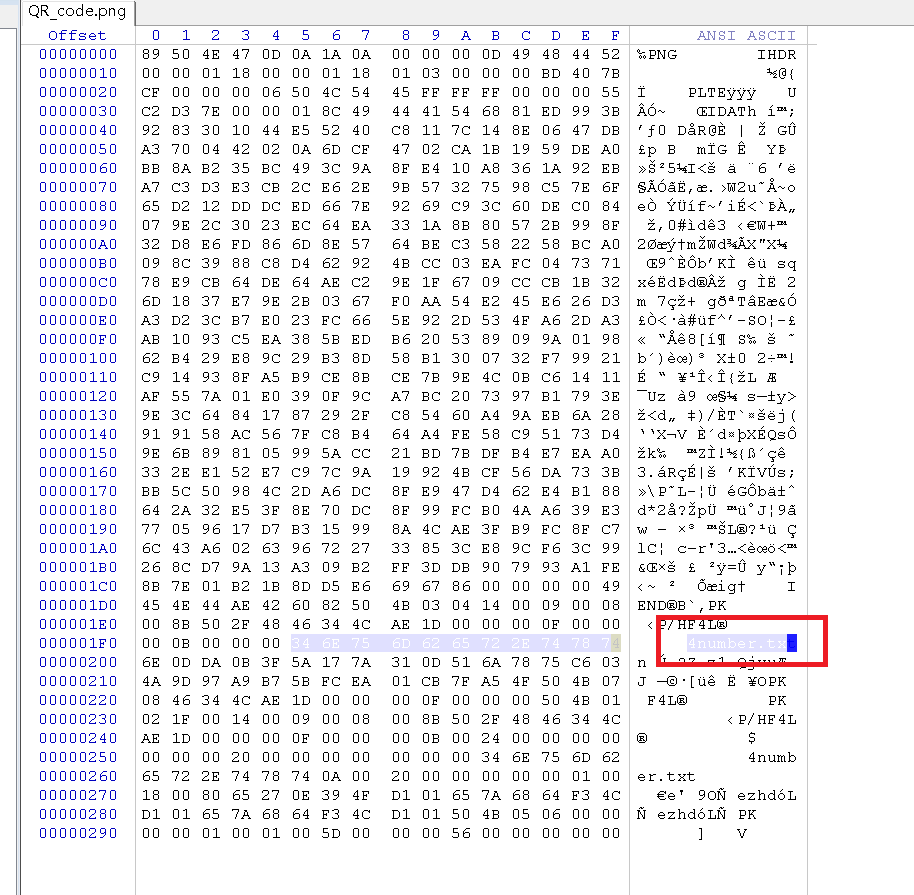 QR_code.png
Offset 0 1 2 3 4 5 6 7 8 9 A B C D E F ANSI ASCII
00000000 89 50 4E 47 0D 0A 1A 0A 00 00 00 0D 49 48 44 52 ‰PNG IHDR
00000010 00 00 01 18 00 00 01 18 01 03 00 00 00 BD 40 7B ½@{
00000020 CF 00 00 00 06 50 4C 54 45 FF FF FF 00 00 00 55 Ï PLTEÿÿÿ U
00000030 C2 D3 7E 00 00 01 8C 49 44 41 54 68 81 ED 99 3B ÂÓ~ ŒIDATh í™;
00000040 92 83 30 10 44 E5 52 40 C8 11 7C 14 8E 06 47 DB ’ƒ0 DåR@È | Ž GÛ
00000050 A3 70 04 42 02 0A 6D CF 47 02 CA 1B 19 59 DE A0 £p B mÏG Ê YÞ
00000060 BB 8A B2 35 BC 49 3C 9A 8F E4 10 A8 36 1A 92 EB »Š²5¼I<š ä ¨6 ’ë
00000070 A7 C3 D3 E3 CB 2C CE 62 2E 9B 57 32 75 98 C5 7E 6F
00000080 65 D2 12 DD DC ED 66 7E 92 69 C9 3C 60 DE C0 84 eÒ ÝÜíf~’iÉ<`ÞÀ„
00000090 07 9E 2C 30 23 EC 64 EA 33 1A 8B 80 57 2B 99 8F ž,0#ìdê3 ‹€W+™
000000A0 32 D8 E6 FD 86 6D 8E 57 64 BE C3 58 22 58 BC A0 2Øæý†mŽWd¾ÃX"X¼
000000B0 09 8C 39 88 C8 D4 62 92 4B CC 03 EA FC 04 73 71 Œ9ˆÈÔb’KÌ êü sq
000000C0 78 E9 CB 64 DE 64 AE C2 9E 1F 67 09 CC CB 1B 32 xéËdÞd®Âž g ÌË 2
000000D0 6D 18 37 E7 9E 2B 03 67 F0 AA 54 E2 45 E6 26 D3 m 7çž+ gðªTâEæ&Ó
000000E0 A3 D2 3C B7 E0 23 FC 66 5E 92 2D 53 4F A6 2D A3 £Ò<·à#üf^’-SO¦-£
000000F0 AB 10 93 C5 EA 38 5B ED B6 20 53 89 09 9A 01 98 « “Åê8[í¶ S‰ š ˜
00000100 62 B4 29 E8 9C 29 B3 8D 58 B1 30 07 32 F7 99 21 b´)èœ)³ X±0 2÷™!
00000110 C9 14 93 8F A5 B9 CE 8B CE 7B 9E 4C 0B C6 14 11 É “ ¥¹Î‹Î{žL Æ
00000120 AF 55 7A 01 E0 39 0F 9C A7 BC 20 73 97 B1 79 3E ¯Uz à9 œ§¼ s—±y>
00000130 9E 3C 64 84 17 87 29 2F C8 54 60 A4 9A EB 6A 28 ž<d„ ‡)/ÈT`¤šëj(
00000140 91 91 58 AC 56 7F C8 B4 64 A4 FE 58 C9 51 73 D4 ‘‘X¬V È´d¤þXÉQsÔ
00000150 9E 6B 89 81 05 99 5A CC 21 BD 7B DF B4 E7 EA A0 žk‰ ™ZÌ!½{ß´çê
00000160 33 2E E1 52 E7 C9 7C 9A 19 92 4B CF 56 DA 73 3B 3.áRçÉ|š ’KÏVÚs;
00000170 BB 5C 50 98 4C 2D A6 DC 8F E9 47 D4 62 E4 B1 88 »\P˜L-¦Ü éGÔbä±ˆ
00000180 64 2A 32 E5 3F 8E 70 DC 8F 99 FC B0 4A A6 39 E3 d*2å?ŽpÜ ™ü°J¦9ã
00000190 77 05 96 17 D7 B3 15 99 8A 4C AE 3F B9 FC 8F C7 w – ׳ ™ŠL®?¹ü Ç
000001A0 6C 43 A6 02 63 96 72 27 33 85 3C E8 9C F6 3C 99 lC¦ c–r'3…<èœö<™
000001B0 26 8C D7 9A 13 A3 09 B2 FF 3D DB 90 79 93 A1 FE &Œ×š £ ²ÿ=Û y“¡þ
000001C0 8B 7E 01 B2 1B 8D D5 E6 69 67 86 00 00 00 00 49 ‹~ ² Õæig† I
000001D0 45 4E 44 AE 42 60 82 50 4B 03 04 14 00 09 00 08 END®B`‚PK
000001E0 00 8B 50 2F 48 46 34 4C AE 1D 00 00 00 0F 00 00 ‹P/HF4L®
000001F0 00 0B 00 00 00 34 6E 75 6D 62 65 72 2E 74 78 74 4number.txt
00000200 6E 0D DA 0B 3F 5A 17 7A 31 0D 51 6A 78 75 C6 03
00000210 4A 9D 97 A9 B7 5B FC EA 01 CB 7F A5 4F 50 4B 07 J —©·[üê Ë ¥OPK
00000220 08 46 34 4C AE 1D 00 00 00 0F 00 00 00 50 4B 01 F4L® PK
00000230 02 1F 00 14 00 09 00 08 00 8B 50 2F 48 46 34 4C ‹P/HF4L
00000240 AE 1D 00 00 00 0F 00 00 00 0B 00 24 00 00 00 00 ® $
00000250 00 00 00 20 00 00 00 00 00 00 00 34 6E 75 6D 62 4numb
00000260 65 72 2E 74 78 74 0A 00 20 00 00 00 00 00 01 00 er.txt
00000270 18 00 80 65 27 0E 39 4F D1 01 65 7A 68 64 F3 4C €e' 9OÑ ezhdóL
00000280 D1 01 65 7A 68 64 F3 4C D1 01 50 4B 05 06 00 00 Ñ ezhdóLÑ PK
00000290 00 00 01 00 01 00 5D 00 00 00 56 00 00 00 00 00 ] V